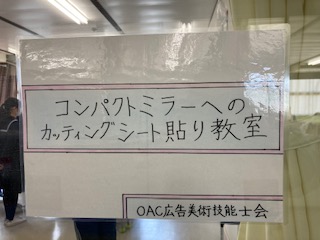 コンパクトミラーへの
カッティングシート貼り教室
OAC広告美術技能士会